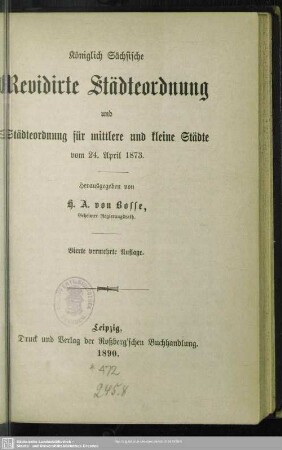 Königlich Sächsische
Revidirte Städteordnung
und
Städteordnung für mittlere und kleine Städte
vom 24. April 1873.
Herausgegeben von
H. A. von Bosse,
Geheimer Regierungsrath.
Vierte vermehrte Auflage.
Leipzig,
Druck und Verlag der Roßberg'schen Buchhandlung.
1890.
472
245.8